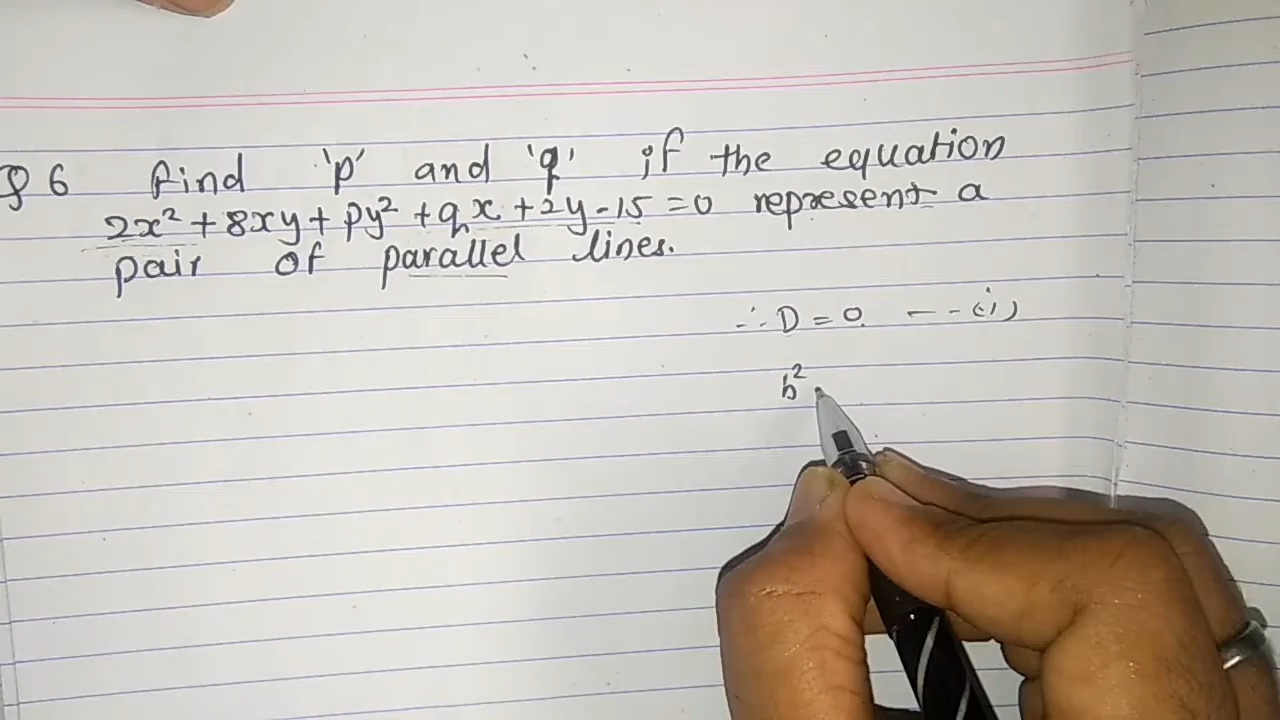 Q 6 find 'p' and 'q' if the equation
2x² + 8xy + py² + qx + 2y - 15 = 0 represent a
pair of parallel lines.
∴ D = 0. - - (i)
h²